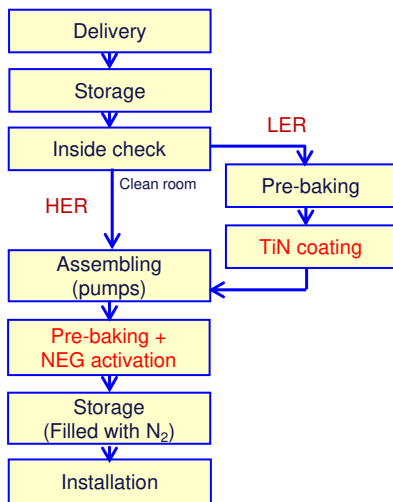 Delivery
Storage
LER
Inside check
Clean room
Pre-baking
HER
TiN coating
Assembling
(pumps)
Pre-baking +
NEG activation
Storage
(Filled with N₂)
Installation